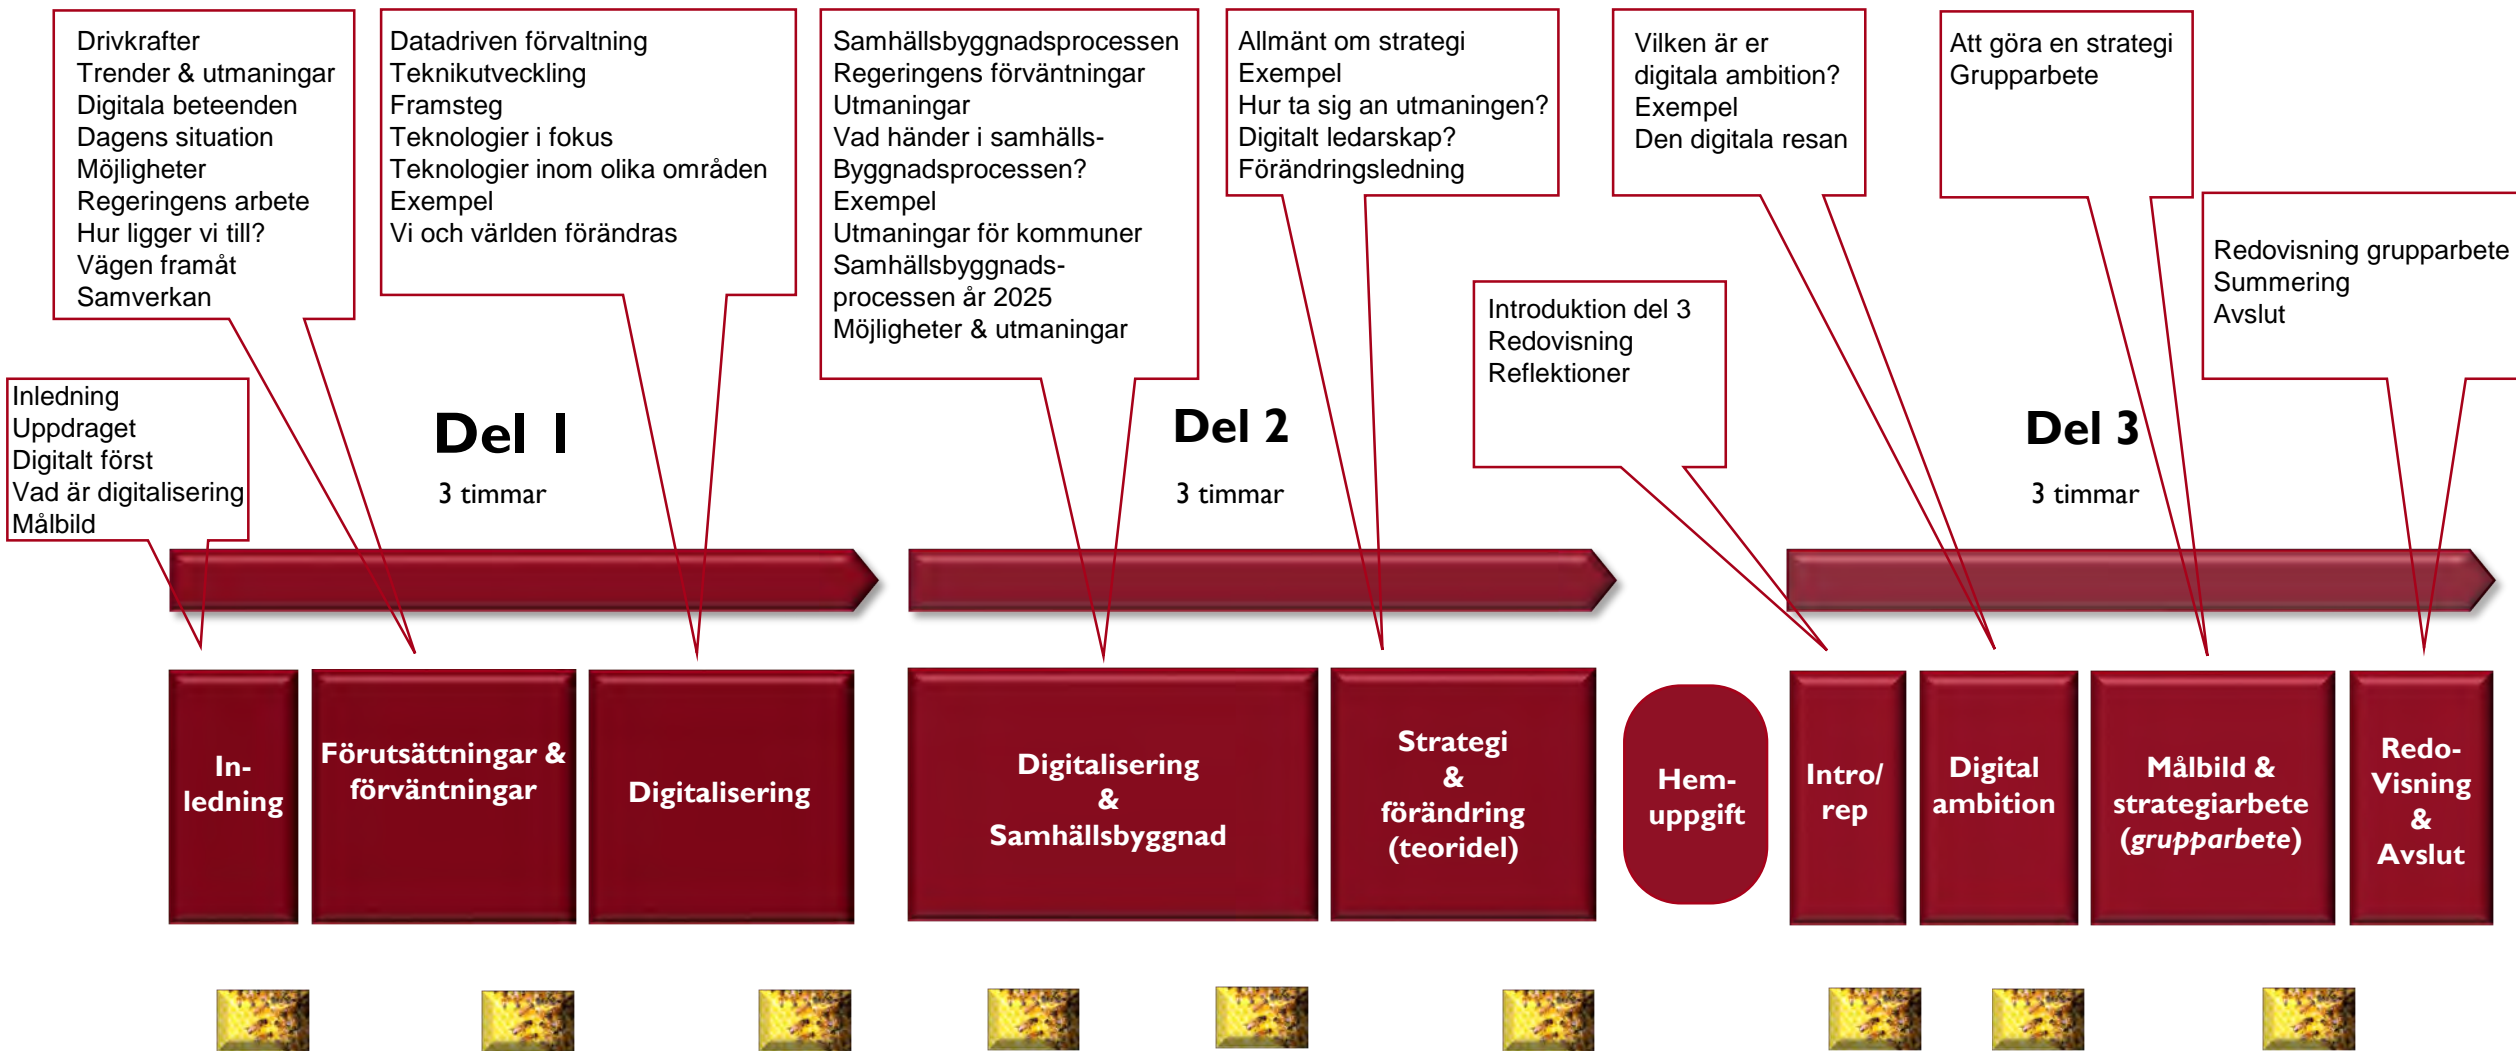 Drivkrafter
Trender & utmaningar
Digitala beteenden
Dagens situation
Möjligheter
Regeringens arbete
Hur ligger vi till?
Vägen framåt
Samverkan
Datadriven förvaltning
Teknikutveckling
Framsteg
Teknologier i fokus
Teknologier inom olika områden
Exempel
Vi och världen förändras
Samhällsbyggnadsprocessen
Regeringens förväntningar
Utmaningar
Vad händer i samhälls-
Byggnadsprocessen?
Exempel
Utmaningar för kommuner
Samhällsbyggnads-
processen år 2025
Möjligheter & utmaningar
Allmänt om strategi
Exempel
Hur ta sig an utmaningen?
Digitalt ledarskap?
Förändringsledning
Vilken är er
digitala ambition?
Exempel
Den digitala resan
Att göra en strategi
Grupparbete
Redovisning grupparbete
Summering
Avslut
Introduktion del 3
Redovisning
Reflektioner
Inledning
Uppdraget
Digitalt först
Vad är digitalisering
Målbild
Del 1
3 timmar
Del 2
3 timmar
Del 3
3 timmar
In-
ledning
Förutsättningar &
förväntningar
Digitalisering
Digitalisering
&
Samhällsbyggnad
Strategi
&
förändring
(teoridel)
Hem-
uppgift
Intro/
rep
Digital
ambition
Målbild &
strategiarbete
(grupparbete)
Redo-
Visning
&
Avslut